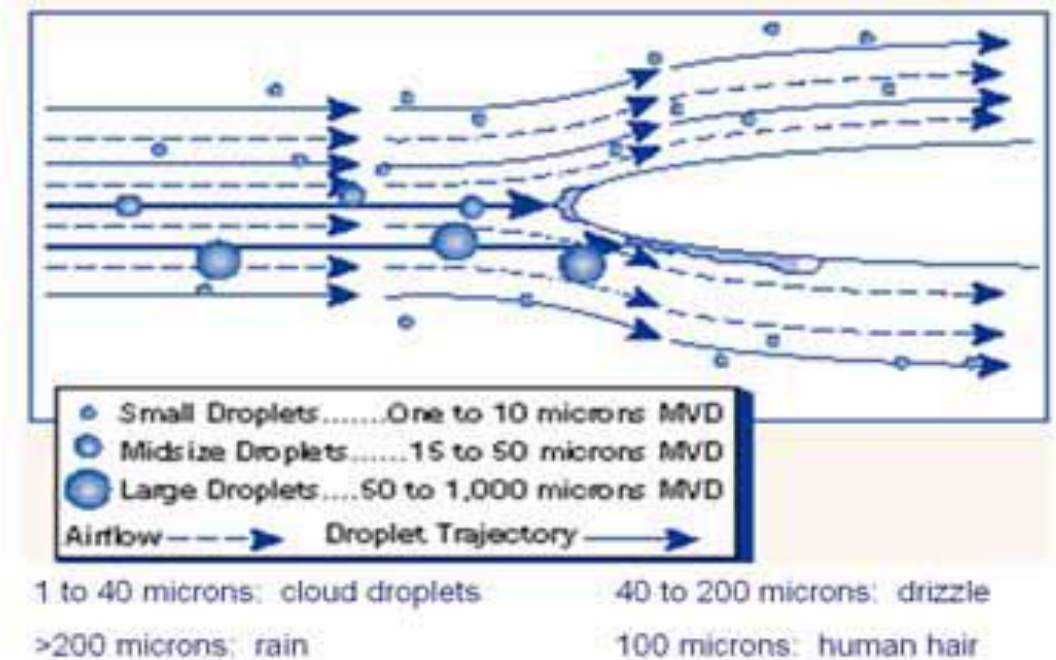 Small Droplets.......One to 10 microns MVD
Midsize Droplets......15 to 50 microns MVD
Large Droplets....50 to 1,000 microns MVD
Airflow Droplet Trajectory
1 to 40 microns: cloud droplets 40 to 200 microns: drizzle
>200 microns: rain 100 microns: human hair